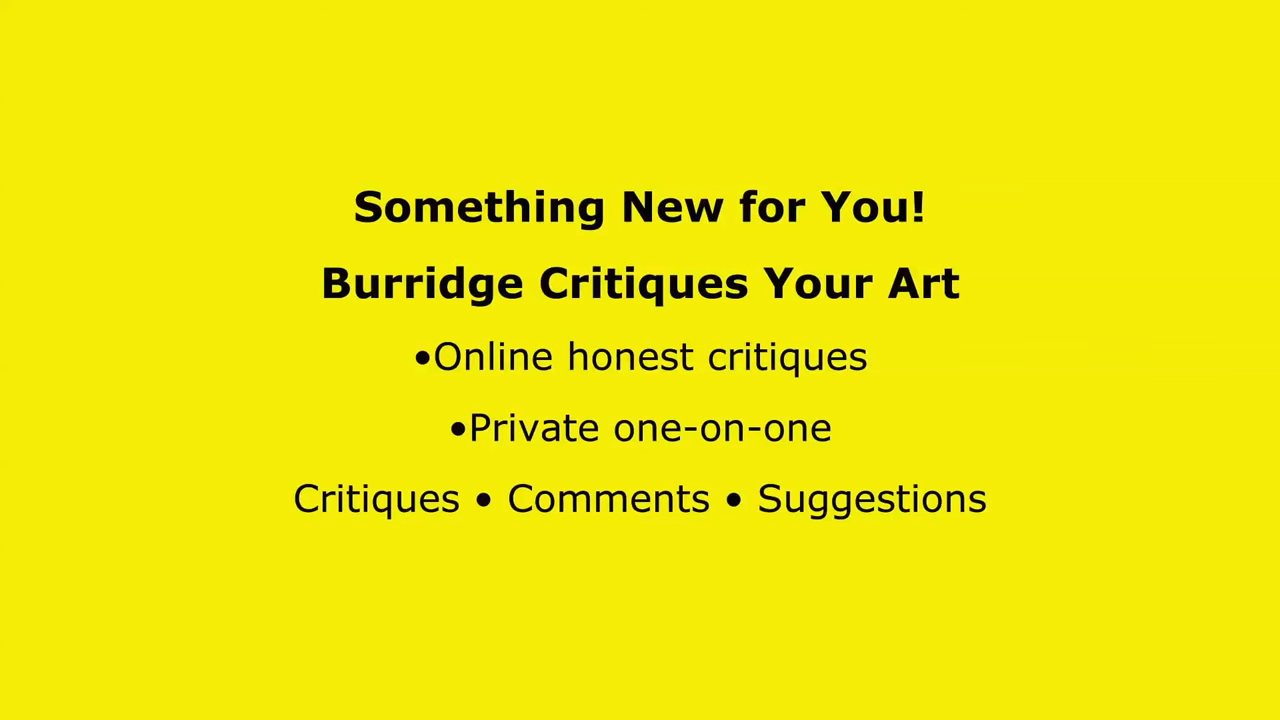 Something New for You!
Burridge Critiques Your Art
•Online honest critiques
•Private one-on-one
Critiques • Comments • Suggestions